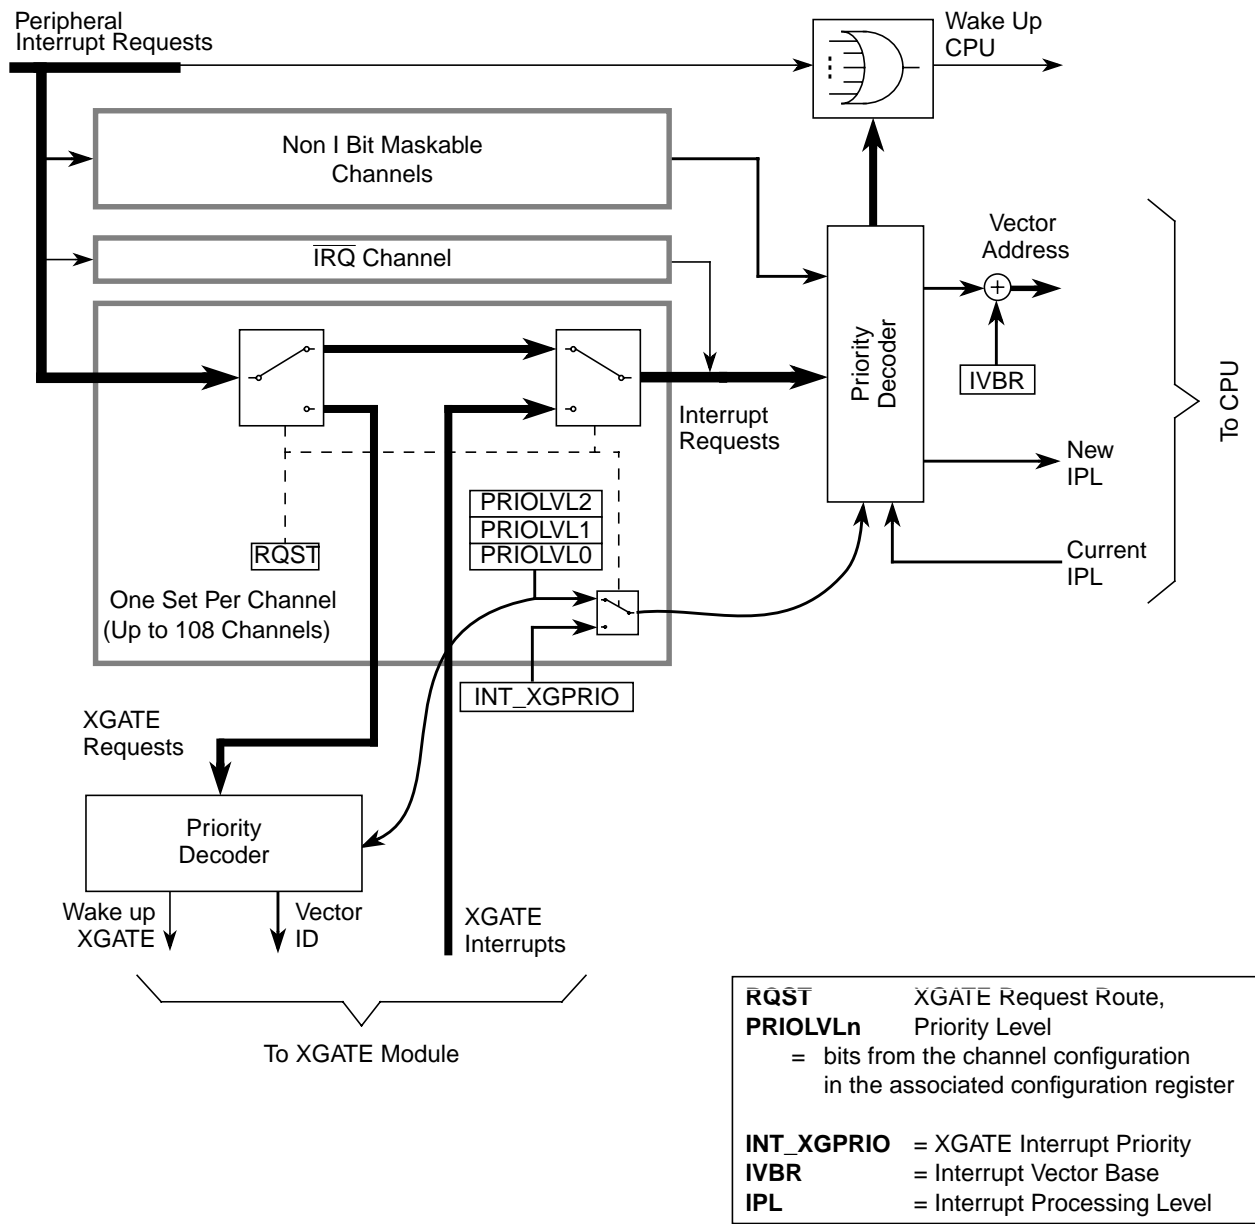 Peripheral
Interrupt Requests
Wake Up
CPU
Non I Bit Maskable
Channels
IRQ Channel
Vector
Address
+
IVBR
Priority
Decoder
To CPU
Interrupt
Requests
New
IPL
PRIOLVL2
PRIOLVL1
PRIOLVL0
RQST
Current
IPL
One Set Per Channel
(Up to 108 Channels)
INT_XGPRIO
XGATE
Requests
Priority
Decoder
Wake up
XGATE
Vector
ID
XGATE
Interrupts
To XGATE Module
RQST XGATE Request Route,
PRIOLVLn Priority Level
= bits from the channel configuration
in the associated configuration register
INT_XGPRIO = XGATE Interrupt Priority
IVBR = Interrupt Vector Base
IPL = Interrupt Processing Level